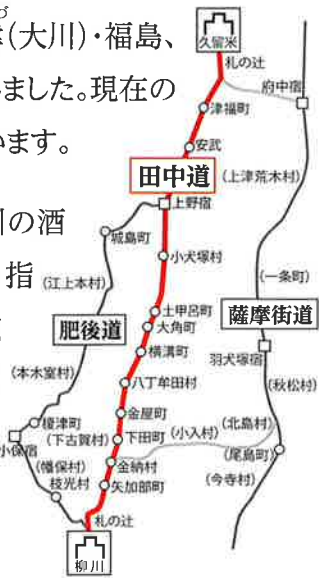 づ
(大川)・福島、
ました。現在の
います。
の酒
指
久留米
札の辻
府中宿
津福町
安武
田中道
(上津荒木村)
上野宿
城島町
小犬塚村
(江上本村)
(一条町)
土甲呂町
肥後道
大角町
薩摩街道
横溝町
羽犬塚宿
(本木室村)
八丁牟田村
(秋松村)
金屋町
榎津町
(北島村)
(下古賀村)
下田町
(小入村)
小保宿
(尾島町)
(幡保村)
金納村
枝光村
(今寺村)
矢加部町
札の辻
柳川